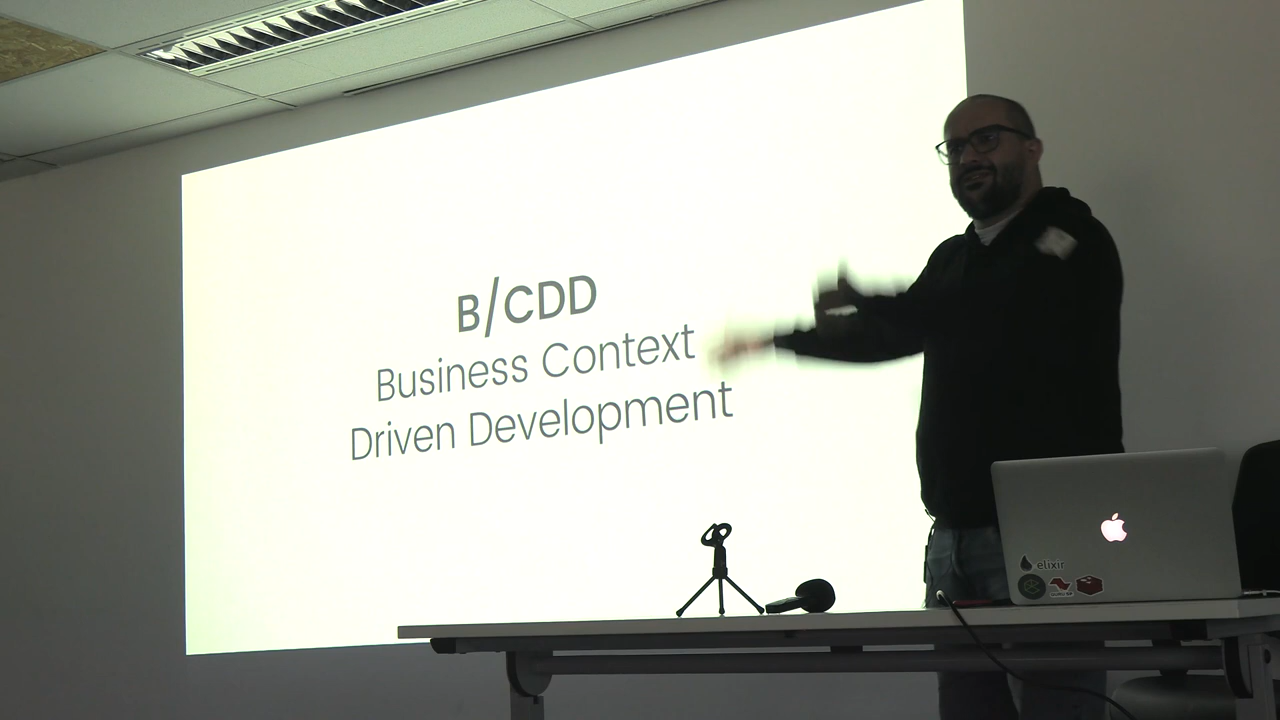 B/CDD
Business Context
Driven Development
elixir